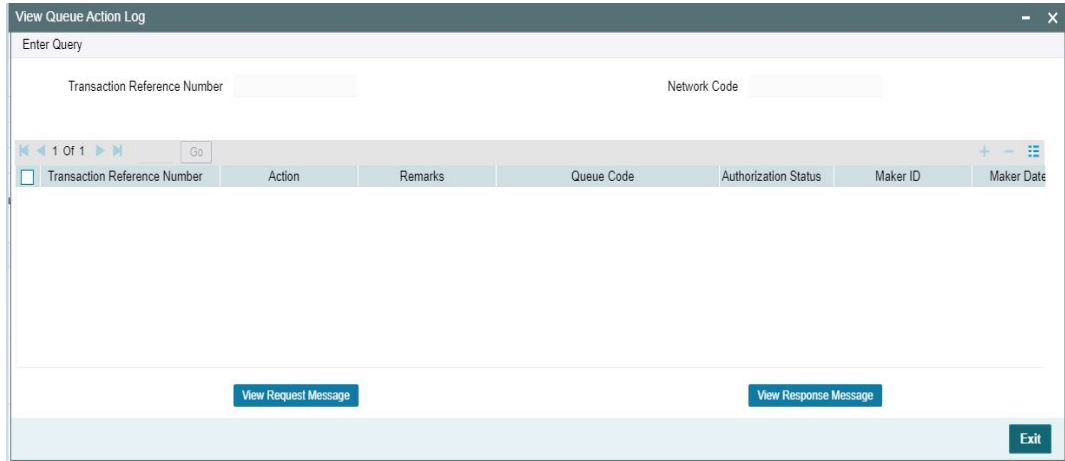 View Queue Action Log
Enter Query
Transaction Reference Number Network Code
1 Of 1 Go
Transaction Reference Number Action Remarks Queue Code Authorization Status Maker ID Maker Date
View Request Message View Response Message
Exit